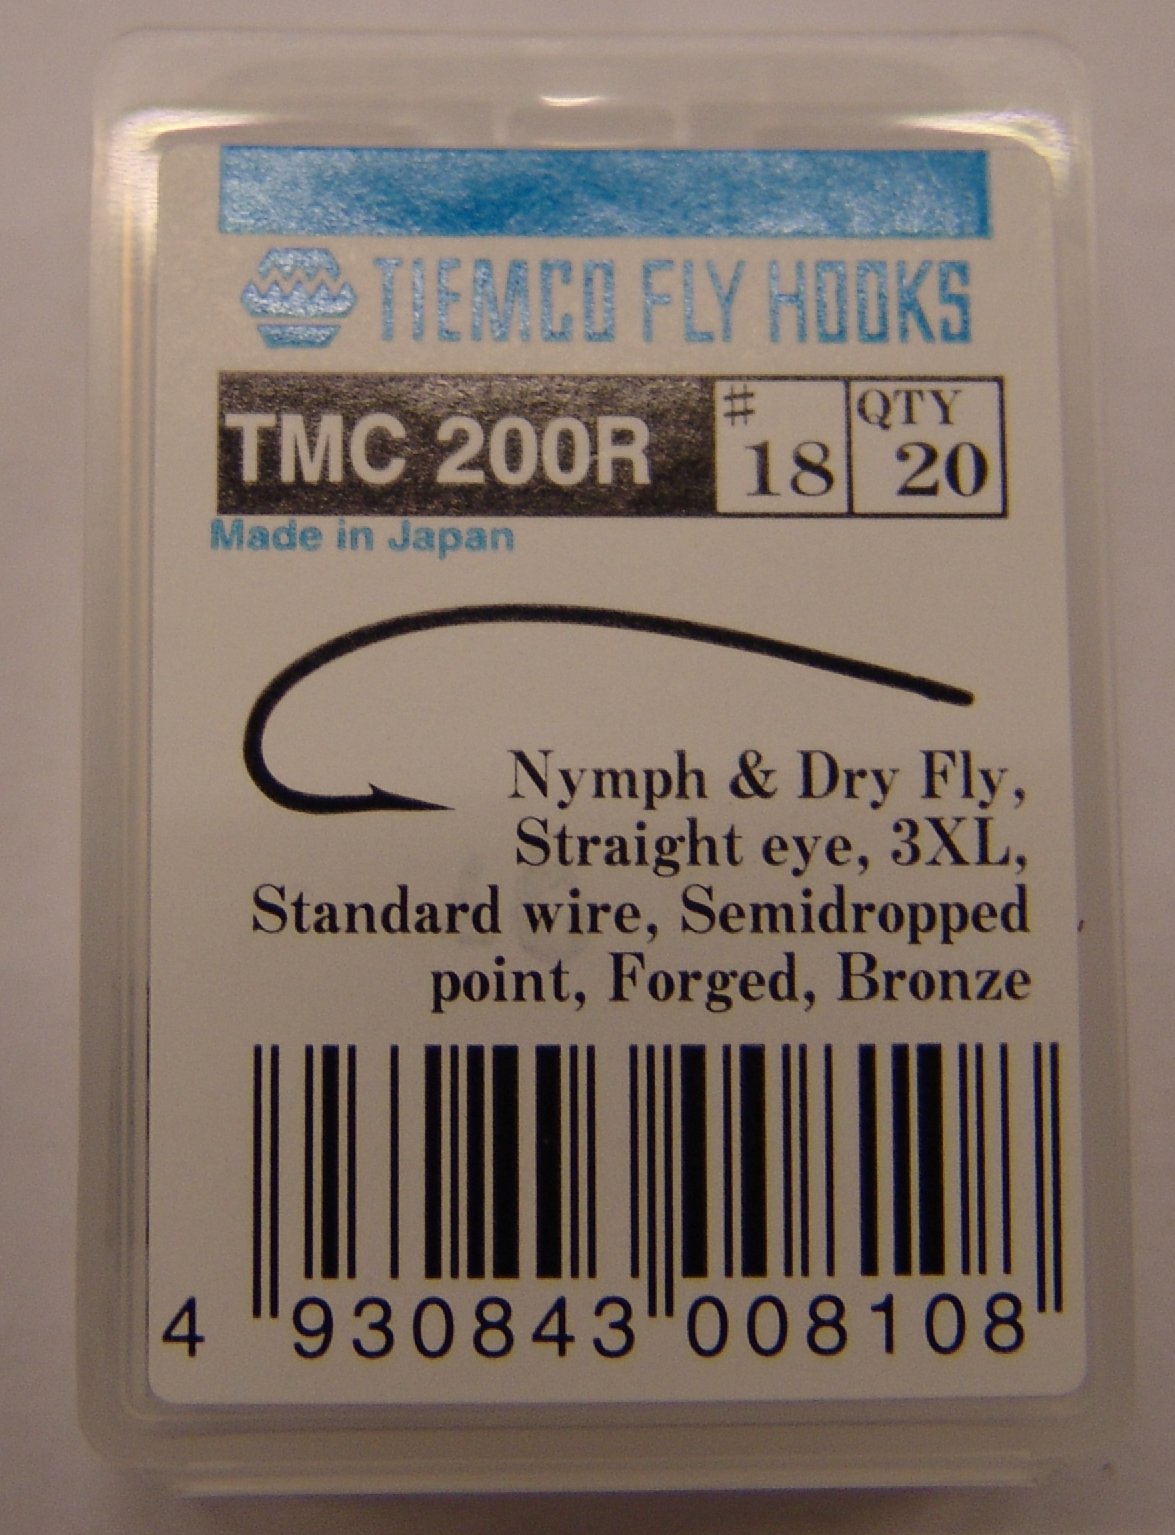 TIEMCO FLY HOOKS
TMC 200R # 18 QTY 20
Made in Japan
Nymph & Dry Fly,
Straight eye, 3XL,
Standard wire, Semidropped
point, Forged, Bronze
4 930843 008108